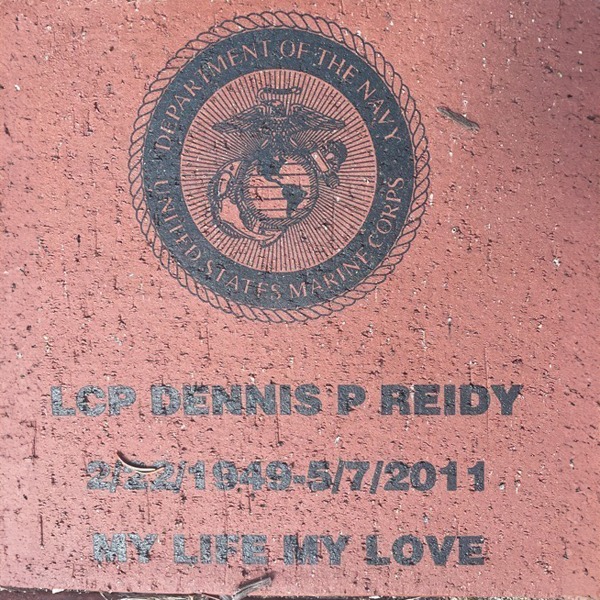 DEPARTMENT OF THE NAVY
UNITED STATES MARINE CORPS
LCP DENNIS P REIDY
2/22/1949-5/7/2011
MY LIFE MY LOVE